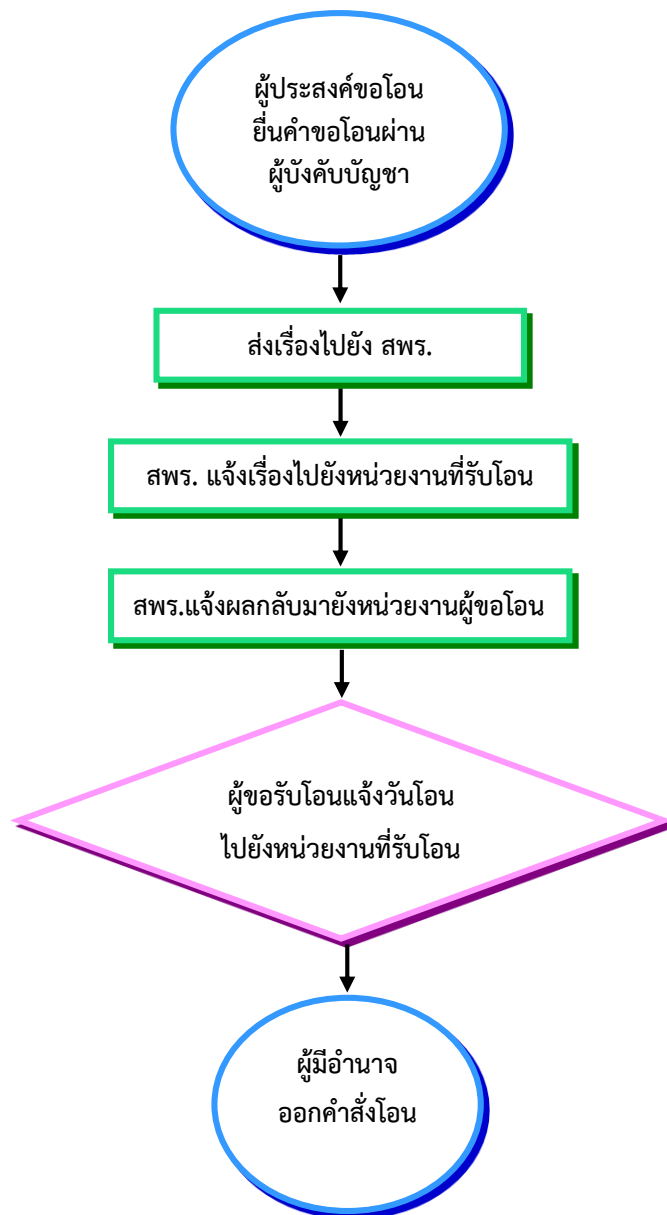 ผู้ประสงค์ขอโอน
ยื่นคำขอโอนผ่าน
ผู้บังคับบัญชา
ส่งเรื่องไปยัง สพร.
สพร. แจ้งเรื่องไปยังหน่วยงานที่รับโอน
สพร.แจ้งผลกลับมายังหน่วยงานผู้ขอโอน
ผู้ขอรับโอนแจ้งวันโอน
ไปยังหน่วยงานที่รับโอน
ผู้มีอำนาจ
ออกคำสั่งโอน